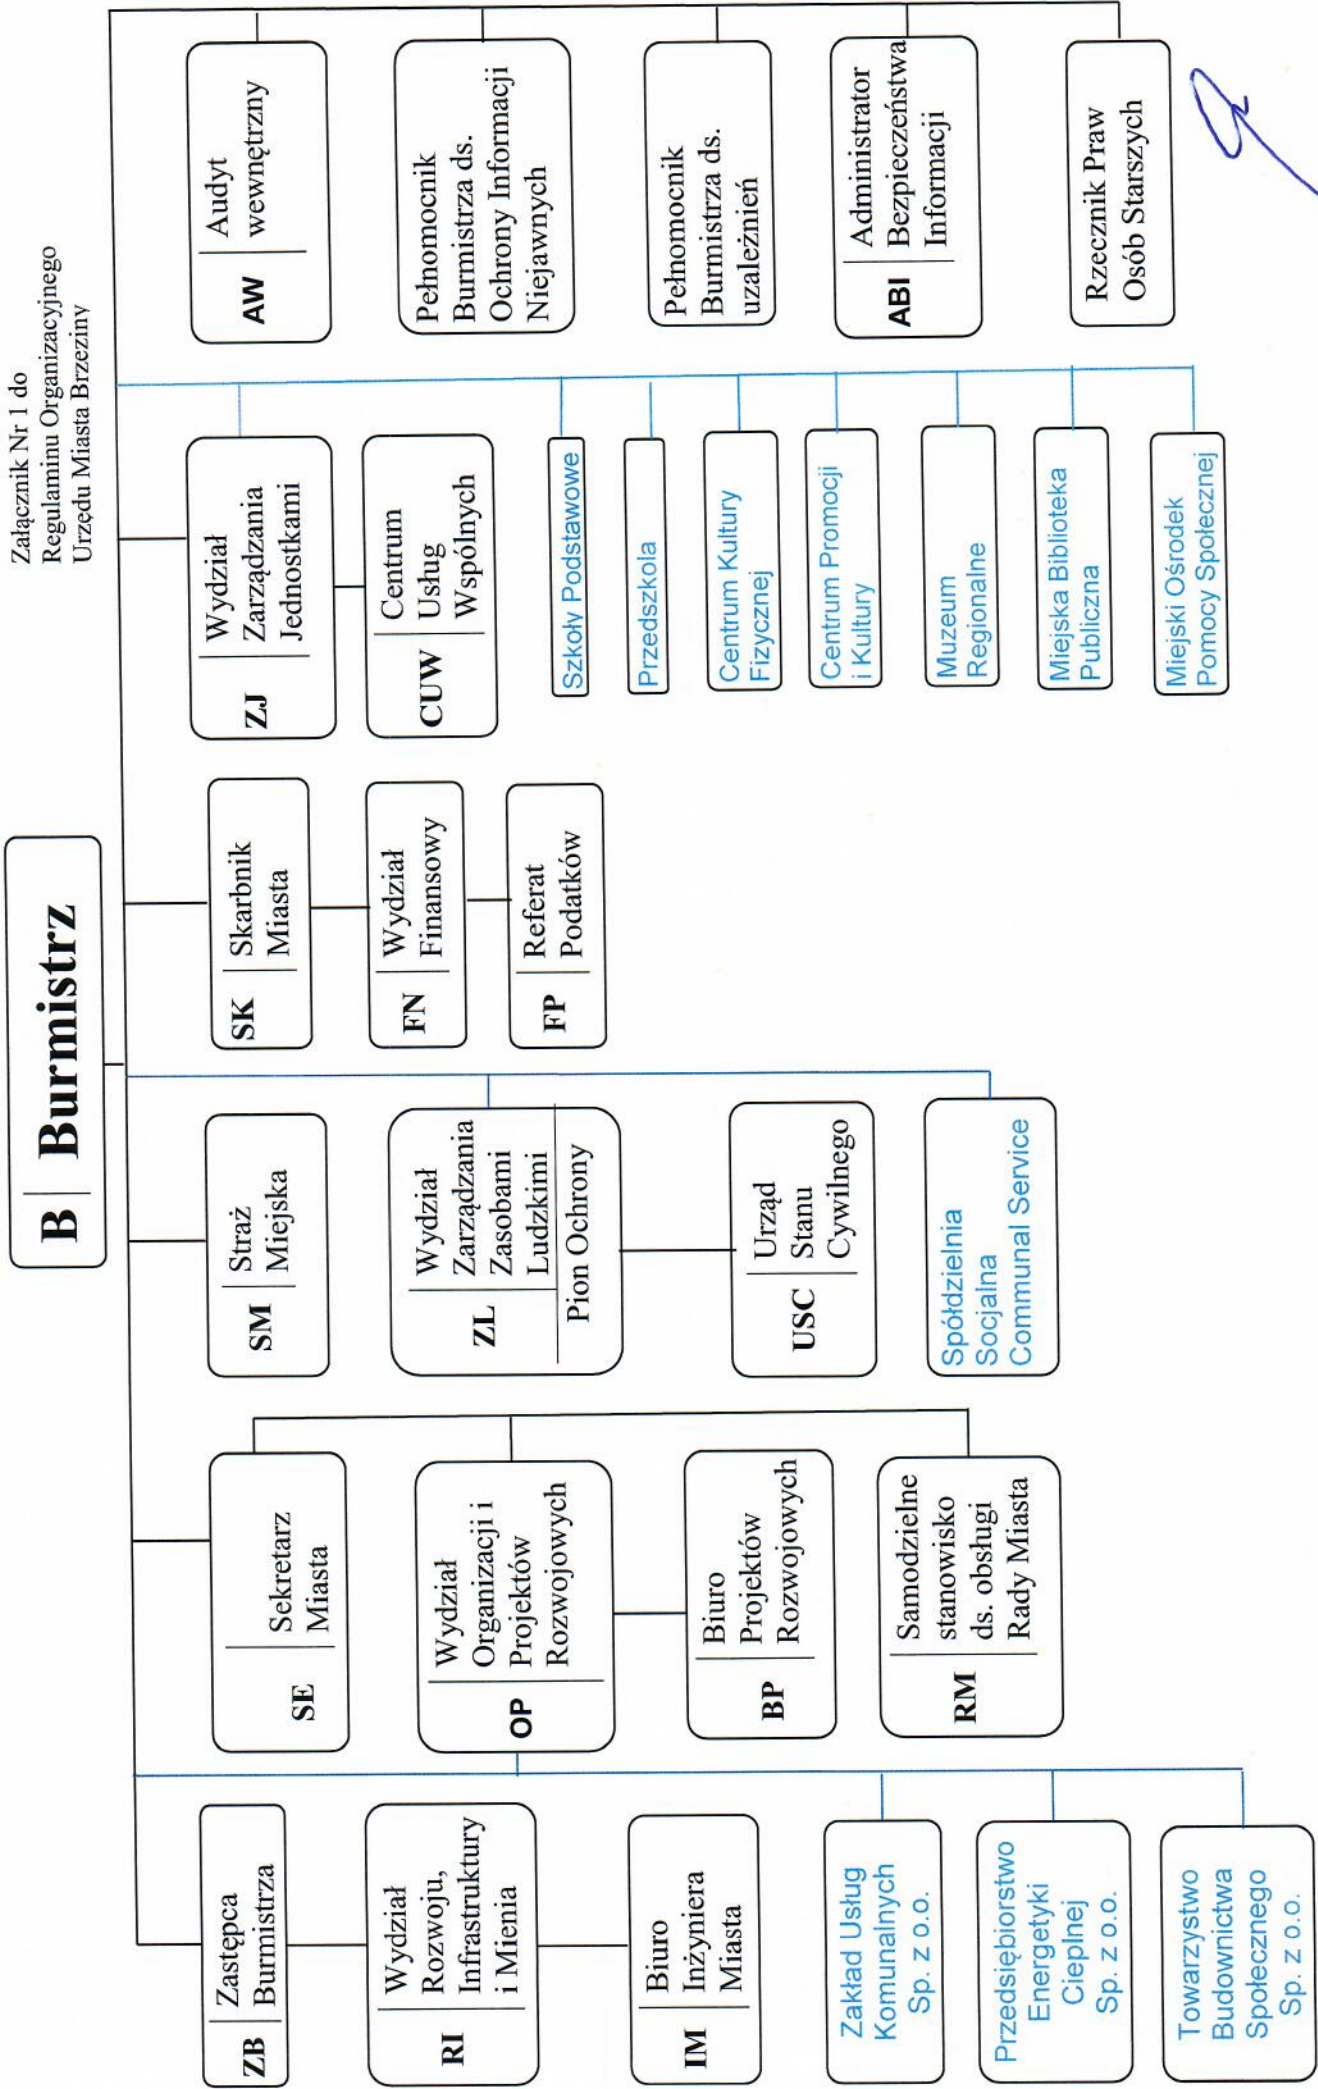 Załącznik Nr 1 do
Regulaminu Organizacyjnego
Urzędu Miasta Brzeziny
B Burmistrz
ZB Zastępca
Burmistrza
RI Wydział
Rozwoju,
Infrastruktury
i Mienia
IM Biuro
Inżyniera
Miasta
Zakład Usług
Komunalnych
Sp. z o.o.
Przedsiębiorstwo
Energetyki
Cieplnej
Sp. z o.o.
Towarzystwo
Budownictwa
Społecznego
Sp. z o.o.
SE Sekretarz
Miasta
OP Wydział
Organizacji i
Projektów
Rozwojowych
BP Biuro
Projektów
Rozwojowych
RM Samodzielne
stanowisko
ds. obsługi
Rady Miasta
SM Straż
Miejska
ZL Wydział
Zarządzania
Zasobami
Ludzkimi
Pion Ochrony
USC Urząd
Stanu
Cywilnego
Spółdzielnia
Socjalna
Communal Service
SK Skarbnik
Miasta
FN Wydział
Finansowy
FP Referat
Podatków
ZJ Wydział
Zarządzania
Jednostkami
CUW Centrum
Usług
Wspólnych
Szkoły Podstawowe
Przedszkola
Centrum Kultury
Fizycznej
Centrum Promocji
i Kultury
Muzeum
Regionalne
Miejska Biblioteka
Publiczna
Miejski Ośrodek
Pomocy Społecznej
AW Audyt
wewnętrzny
Pełnomocnik
Burmistrza ds.
Ochrony Informacji
Niejawnych
Pełnomocnik
Burmistrza ds.
uzależnień
ABI Administrator
Bezpieczeństwa
Informacji
Rzecznik Praw
Osób Starszych